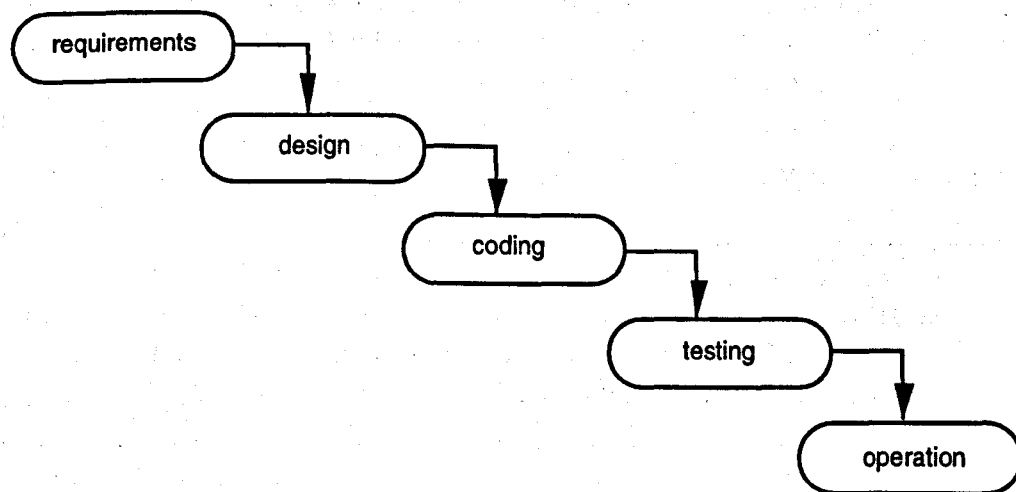 requirements
design
coding
testing
operation